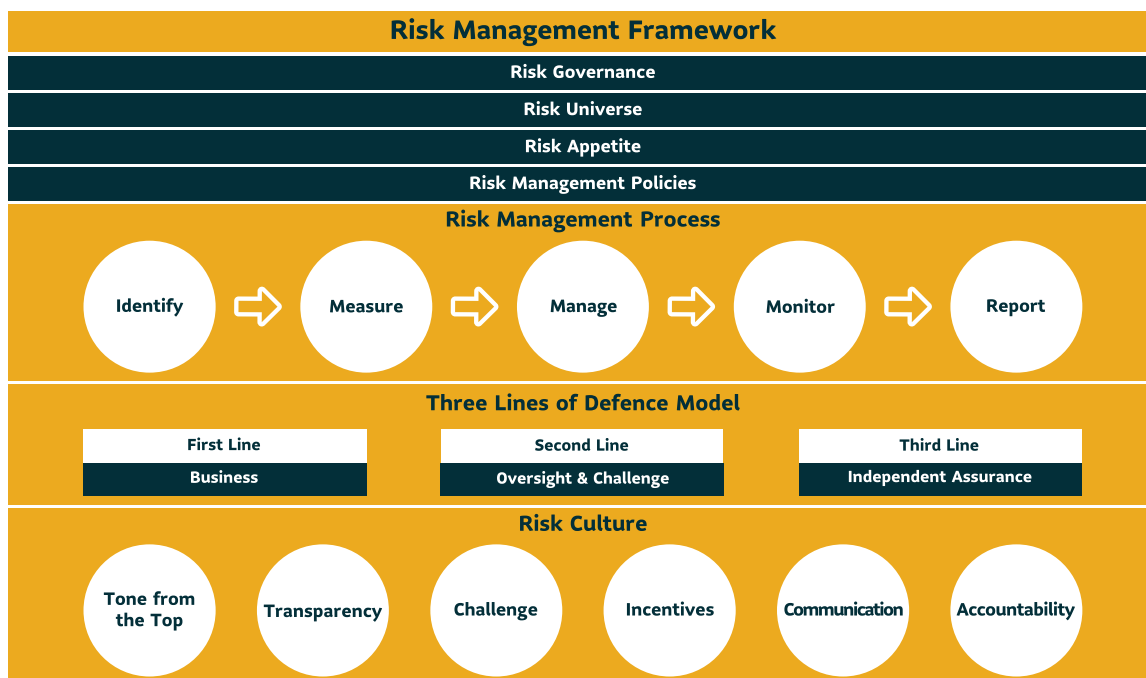 Risk Management Framework
Risk Governance
Risk Universe
Risk Appetite
Risk Management Policies
Risk Management Process
Identify
Measure
Manage
Monitor
Report
Three Lines of Defence Model
First Line
Business
Second Line
Oversight & Challenge
Third Line
Independent Assurance
Risk Culture
Tone from
the Top
Transparency
Challenge
Incentives
Communication
Accountability